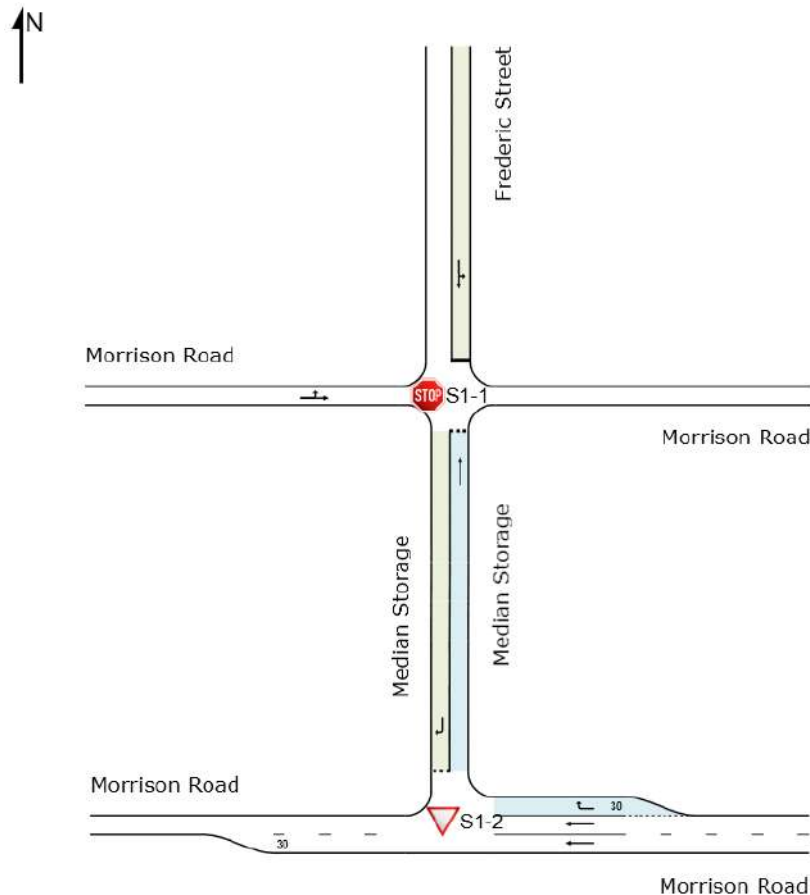 N
Frederic Street
Morrison Road
STOP
S1-1
Morrison Road
Median Storage
Median Storage
Morrison Road
30
S1-2
30
Morrison Road